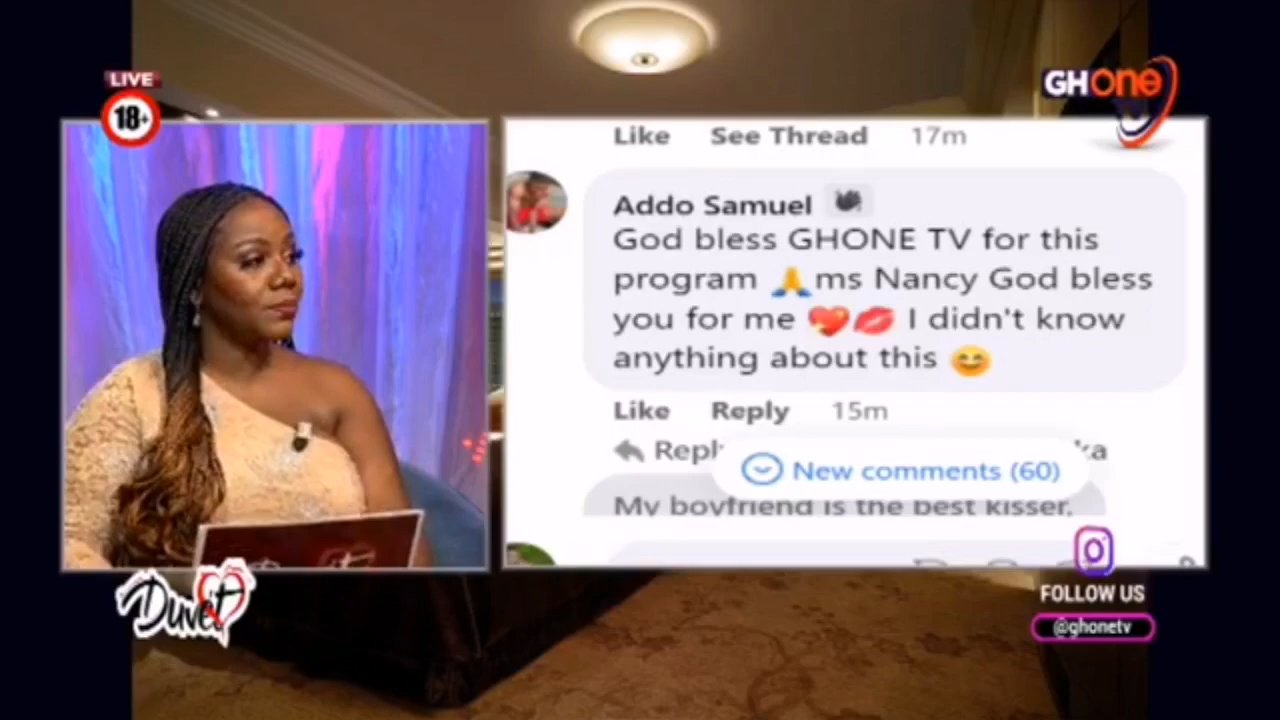 LIVE
18+
GHOne
TV
Like See Thread 17m
Addo Samuel
God bless GHONE TV for this
program 🙏ms Nancy God bless
you for me 💖💋 I didn't know
anything about this 😊
Like Reply 15m
New comments (60)
My boyfriend is the best kisser.
Duvet
FOLLOW US
@ghonetv